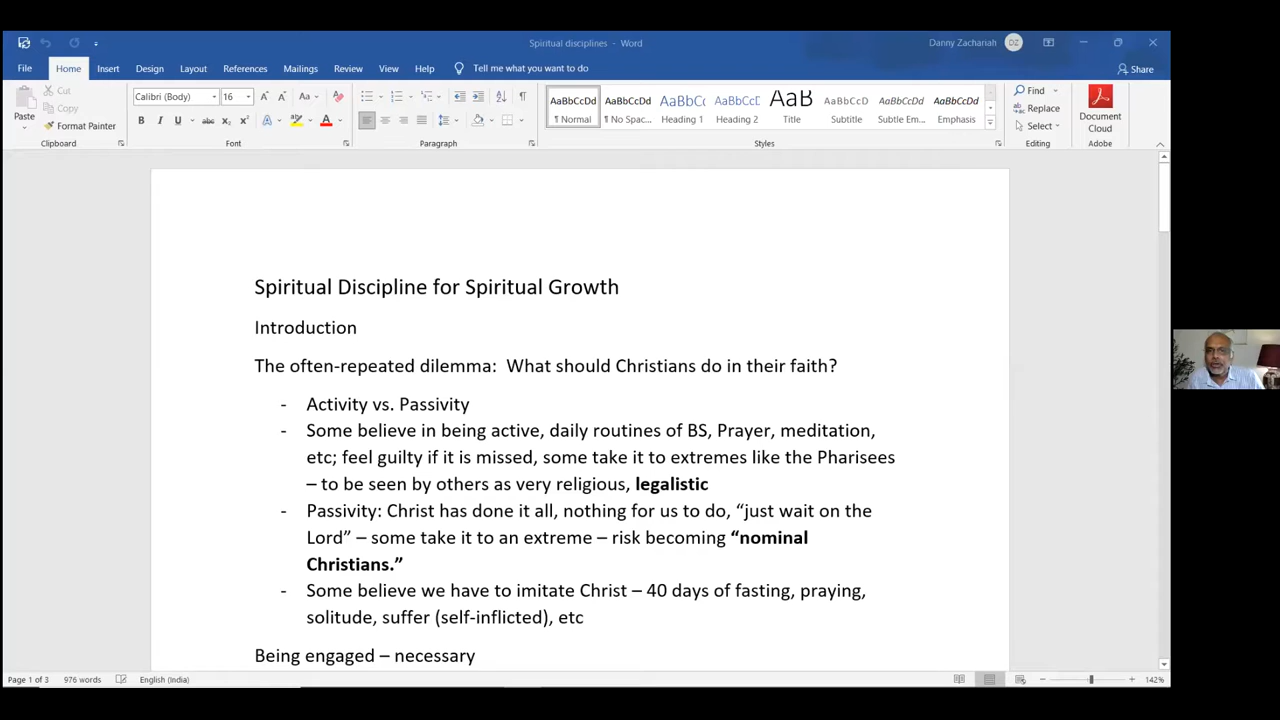 Spiritual disciplines - Word
Danny Zachariah
DZ
File Home Insert Design Layout References Mailings Review View Help Tell me what you want to do
Share
Paste
Cut
Copy
Format Painter
Calibri (Body) 16
AaBbCcDd AaBbCcDd AaBbCc AaBbCcD AaB AaBbCcDd AaBbCcDd AaBbCcDd
¶ Normal ¶ No Spac... Heading 1 Heading 2 Title Subtitle Subtle Em... Emphasis
Find
Replace
Select
Document
Cloud
Clipboard Font Paragraph Styles Editing Adobe
Spiritual Discipline for Spiritual Growth
Introduction
The often-repeated dilemma: What should Christians do in their faith?
- Activity vs. Passivity
- Some believe in being active, daily routines of BS, Prayer, meditation,
etc; feel guilty if it is missed, some take it to extremes like the Pharisees
– to be seen by others as very religious, legalistic
- Passivity: Christ has done it all, nothing for us to do, “just wait on the
Lord” – some take it to an extreme – risk becoming “nominal
Christians.”
- Some believe we have to imitate Christ – 40 days of fasting, praying,
solitude, suffer (self-inflicted), etc
Being engaged – necessary
Page 1 of 3 976 words English (India) 142%